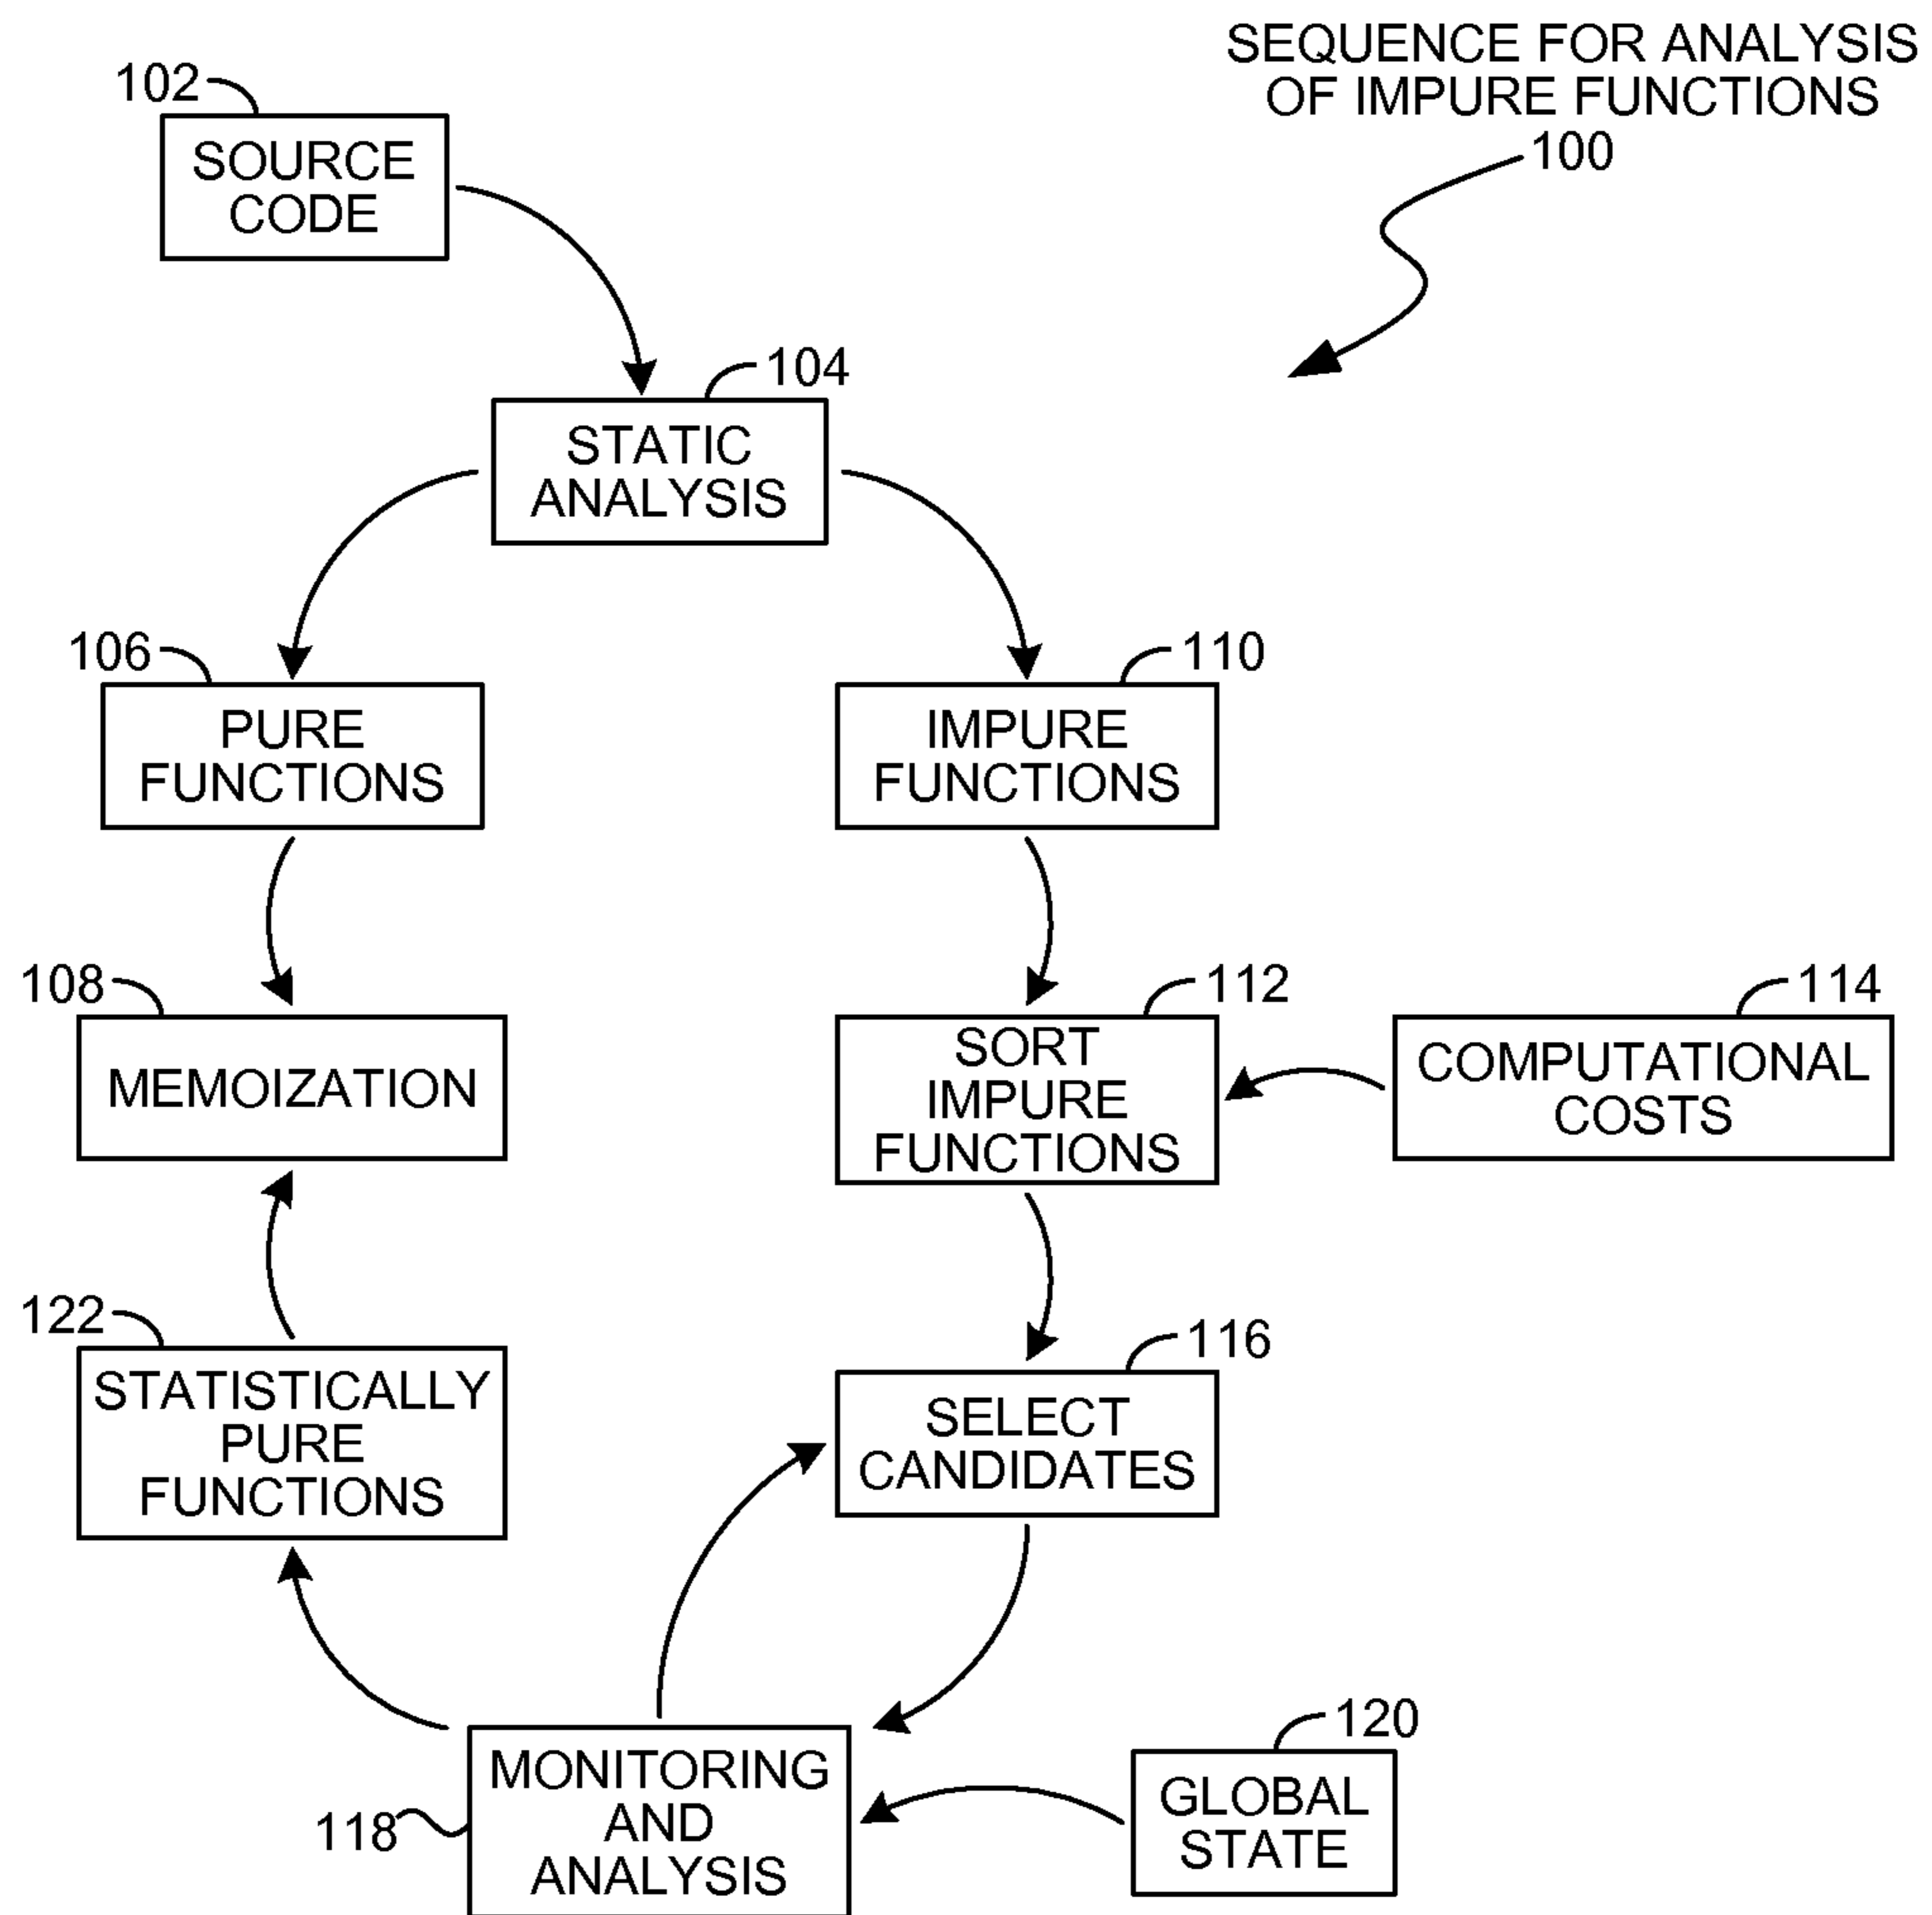 SEQUENCE FOR ANALYSIS
OF IMPURE FUNCTIONS
100
102
SOURCE
CODE
104
STATIC
ANALYSIS
106
PURE
FUNCTIONS
110
IMPURE
FUNCTIONS
108
MEMOIZATION
112
SORT
IMPURE
FUNCTIONS
114
COMPUTATIONAL
COSTS
122
STATISTICALLY
PURE
FUNCTIONS
116
SELECT
CANDIDATES
118
MONITORING
AND
ANALYSIS
120
GLOBAL
STATE